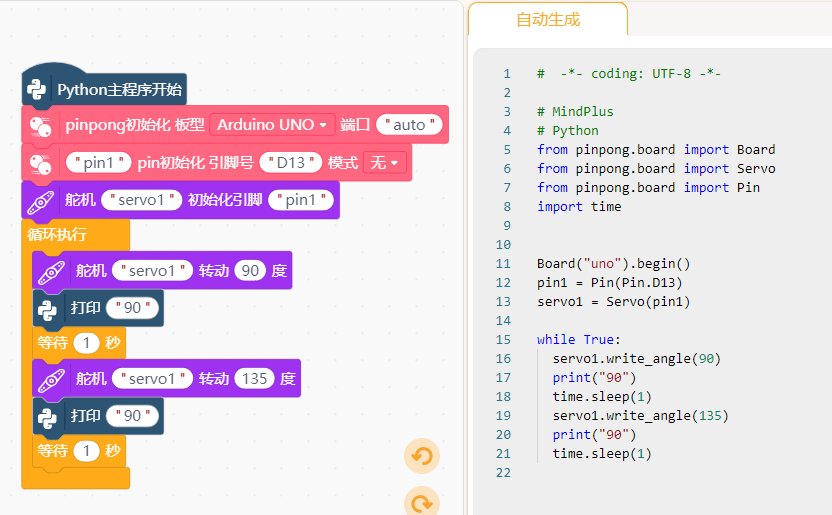 Python主程序开始
pinpong初始化 板型 Arduino UNO 端口 "auto"
"pin1" pin初始化 引脚号 "D13" 模式 无
舵机 "servo1" 初始化引脚 "pin1"
循环执行
舵机 "servo1" 转动 90 度
打印 "90"
等待 1 秒
舵机 "servo1" 转动 135 度
打印 "90"
等待 1 秒
自动生成
1 # -*- coding: UTF-8 -*-
2
3 # MindPlus
4 # Python
5 from pinpong.board import Board
6 from pinpong.board import Servo
7 from pinpong.board import Pin
8 import time
9
10
11 Board("uno").begin()
12 pin1 = Pin(Pin.D13)
13 servo1 = Servo(pin1)
14
15 while True:
16   servo1.write_angle(90)
17   print("90")
18   time.sleep(1)
19   servo1.write_angle(135)
20   print("90")
21   time.sleep(1)
22